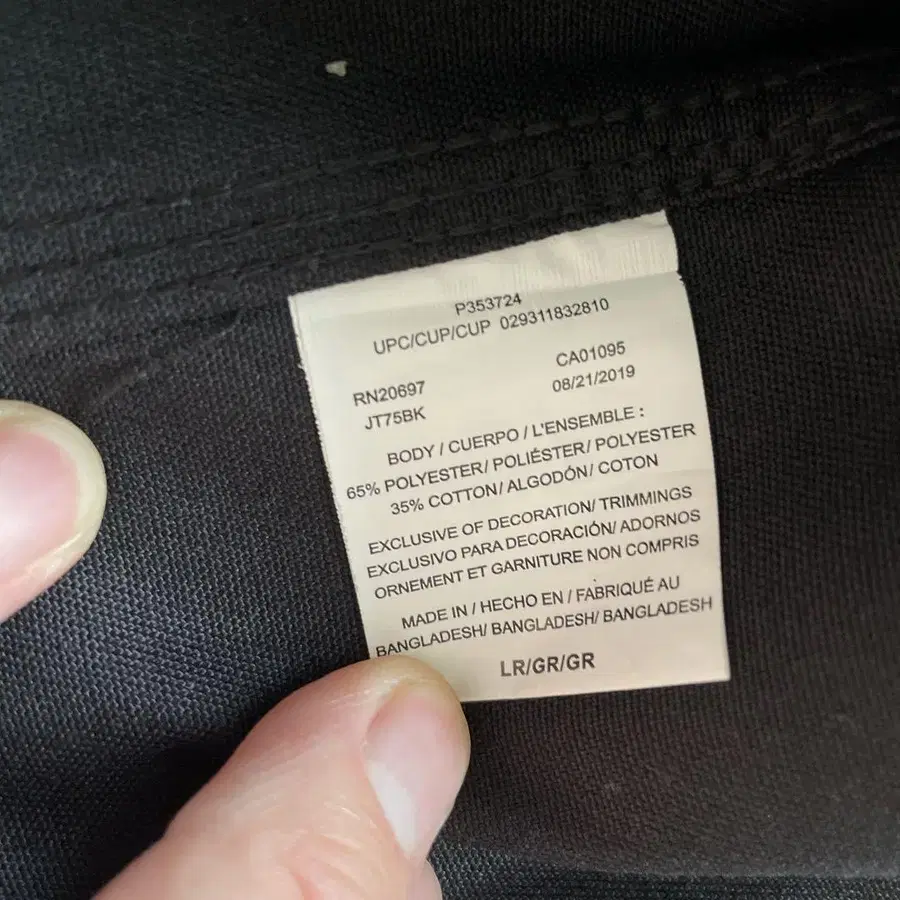 P353724
UPC/CUP/CUP 029311832810
RN20697 CA01095
JT75BK 08/21/2019
BODY / CUERPO / L'ENSEMBLE :
65% POLYESTER/ POLIÉSTER/ POLYESTER
35% COTTON/ ALGODÓN/ COTON
EXCLUSIVE OF DECORATION/ TRIMMINGS
EXCLUSIVO PARA DECORACIÓN/ ADORNOS
ORNEMENT ET GARNITURE NON COMPRIS
MADE IN / HECHO EN / FABRIQUÉ AU
BANGLADESH/ BANGLADESH/ BANGLADESH
LR/GR/GR